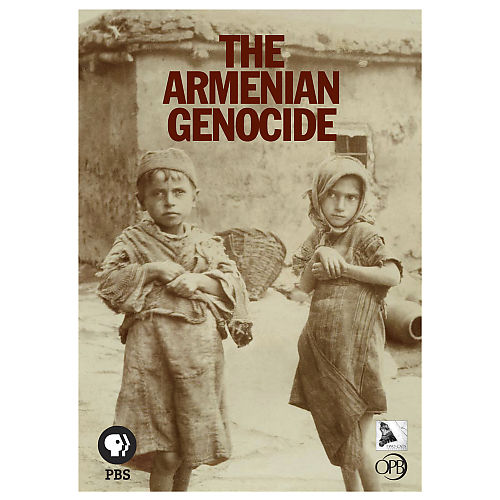 THE
ARMENIAN
GENOCIDE
PBS
OPB